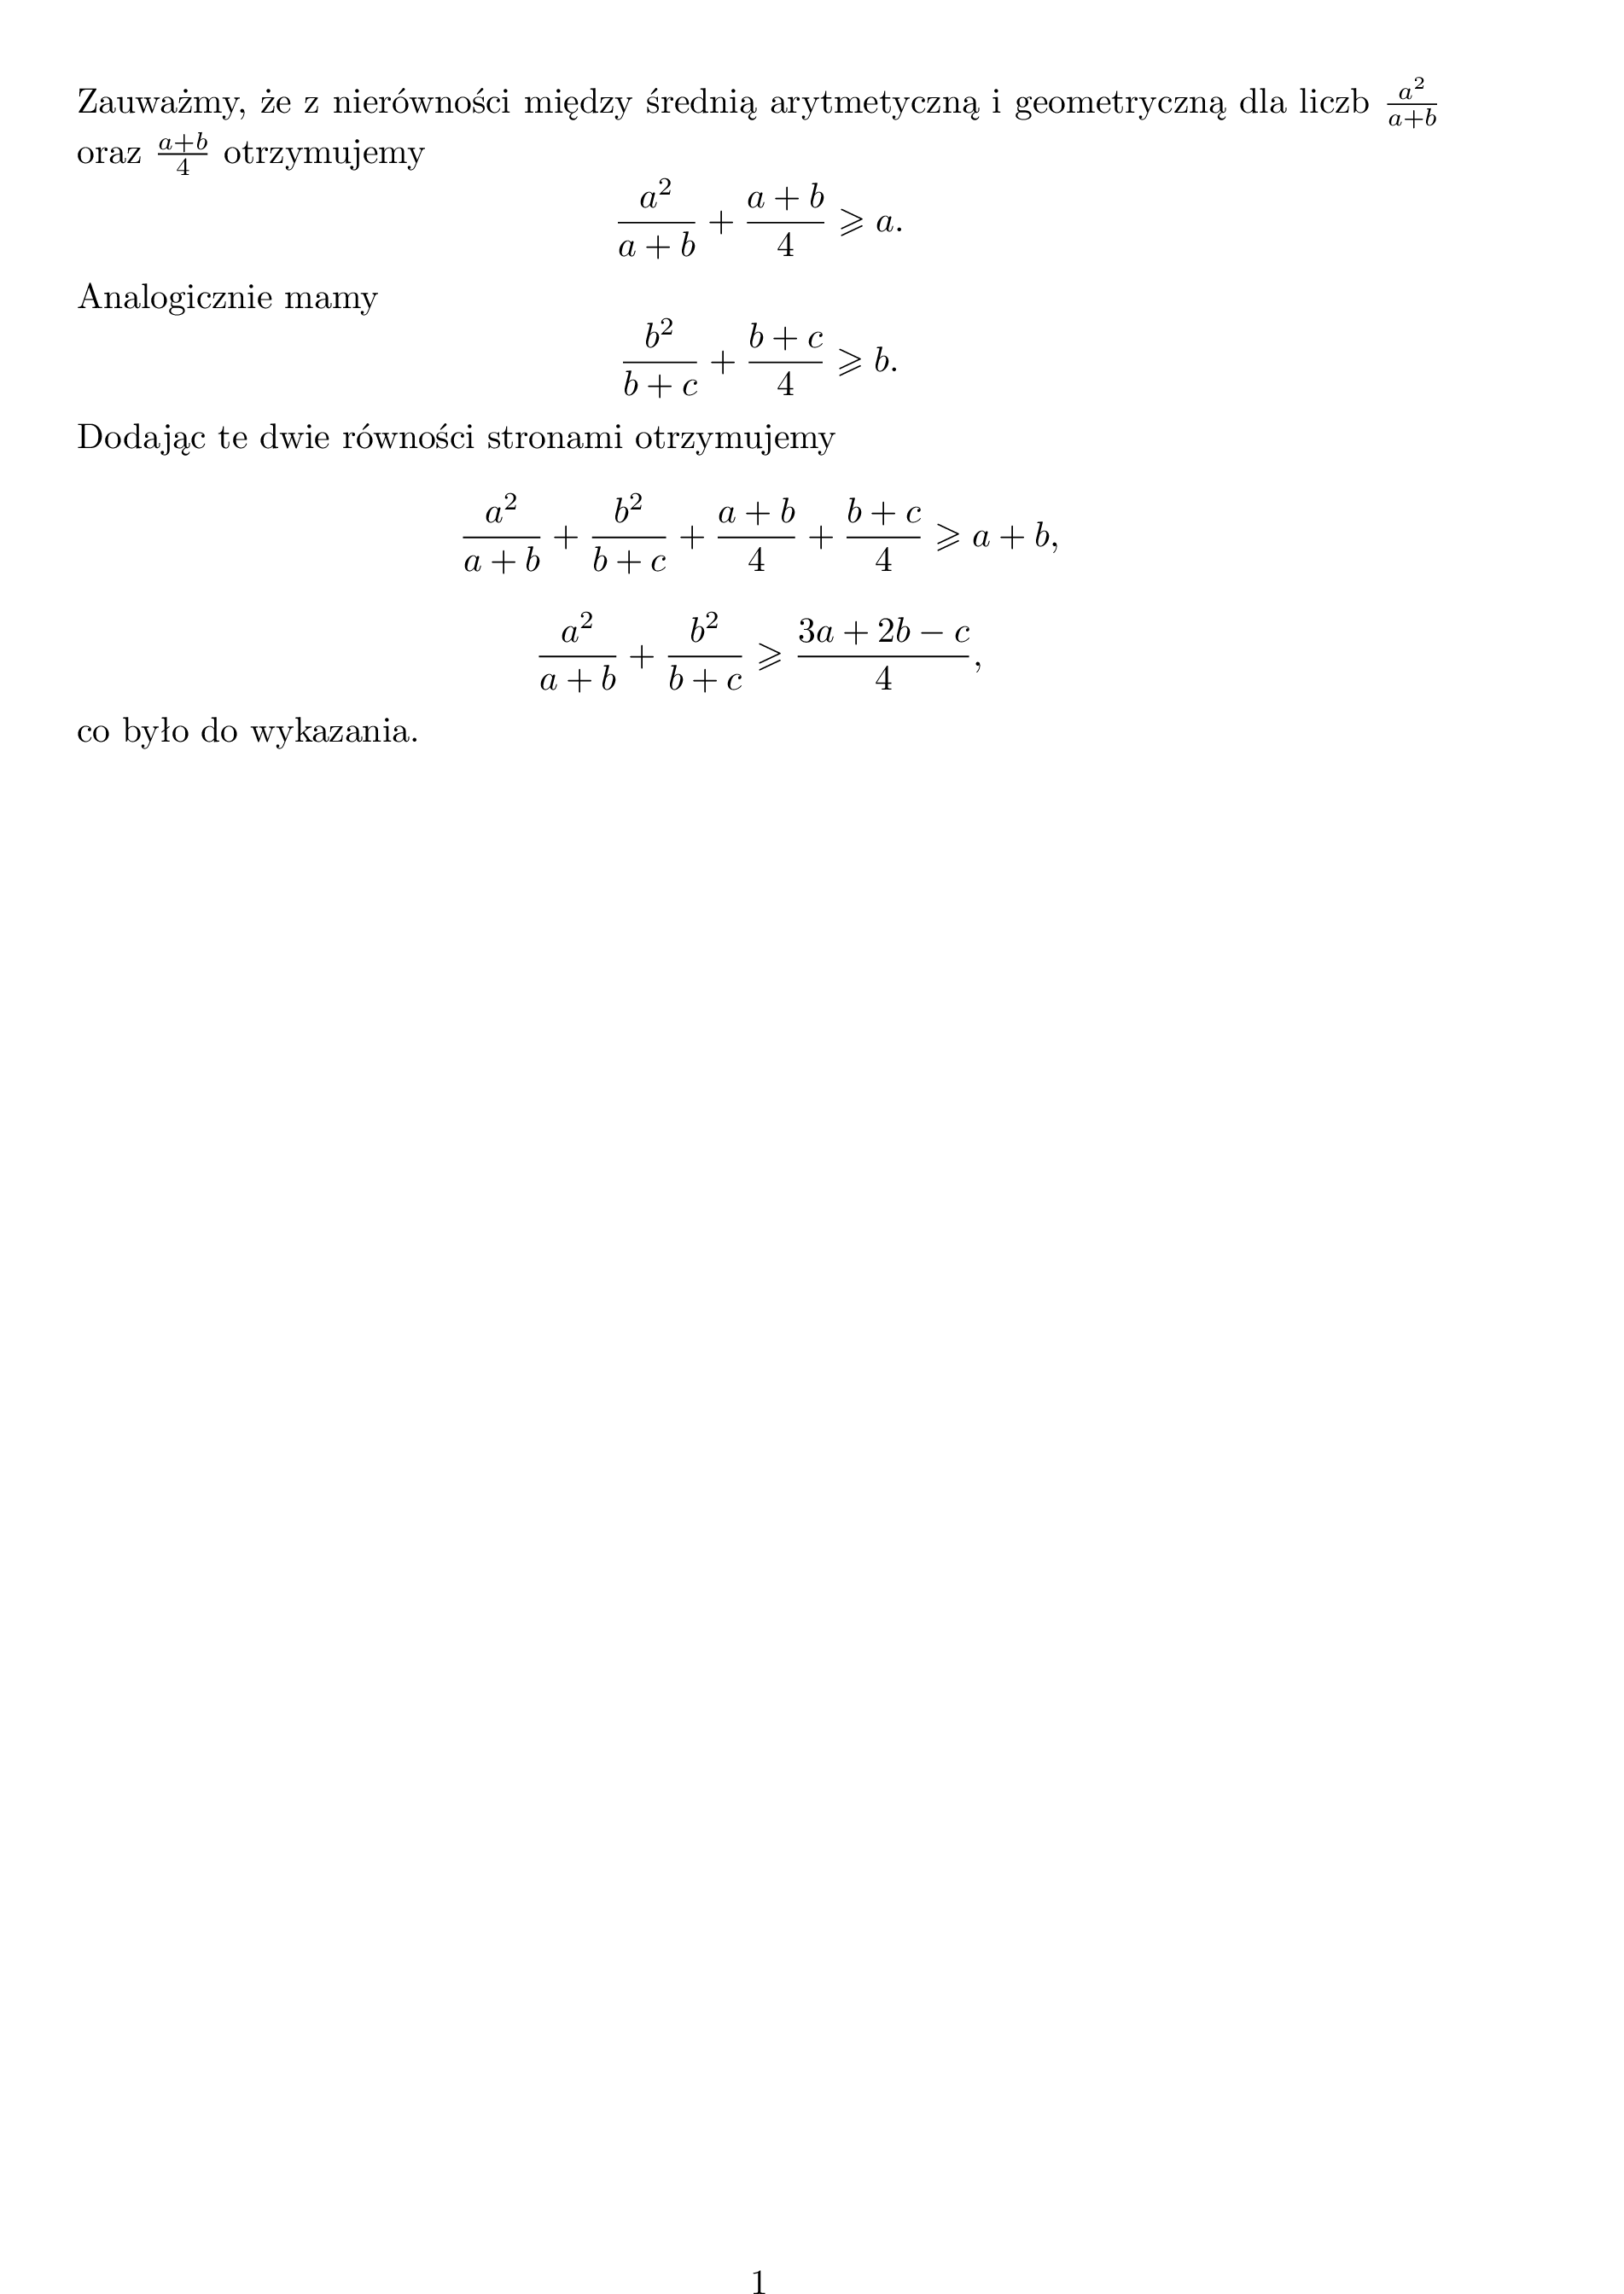 Zauważmy, że z nierówności między średnią arytmetyczną i geometryczną dla liczb $\frac{a^2}{a+b}$
oraz $\frac{a+b}{4}$ otrzymujemy
$$\frac{a^2}{a+b} + \frac{a+b}{4} \geqslant a.$$
Analogicznie mamy
$$\frac{b^2}{b+c} + \frac{b+c}{4} \geqslant b.$$
Dodając te dwie równości stronami otrzymujemy
$$\frac{a^2}{a+b} + \frac{b^2}{b+c} + \frac{a+b}{4} + \frac{b+c}{4} \geqslant a + b,$$
$$\frac{a^2}{a+b} + \frac{b^2}{b+c} \geqslant \frac{3a+2b-c}{4},$$
co było do wykazania.
1